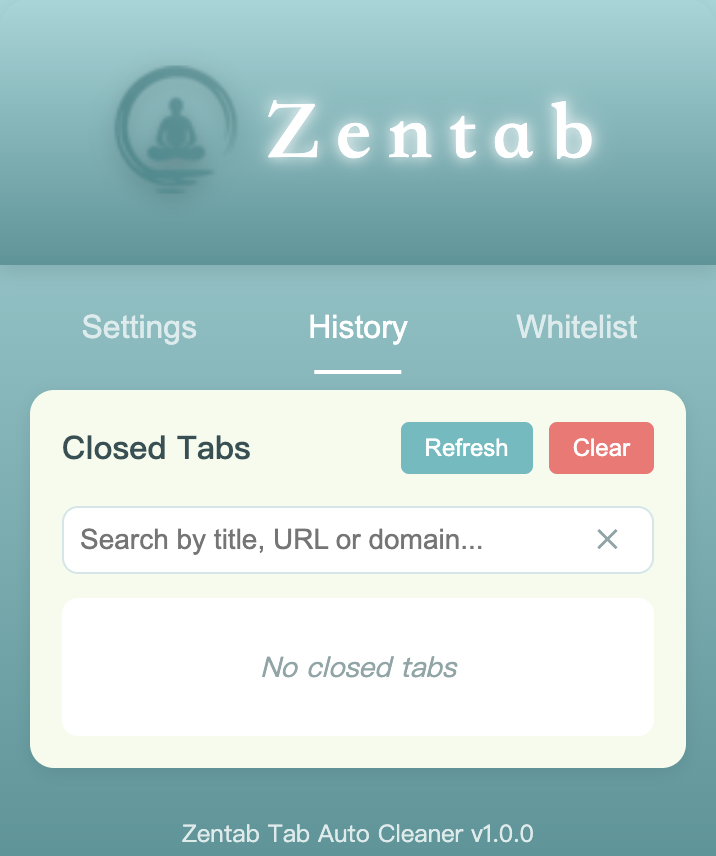 Zentab
Settings History Whitelist
Closed Tabs Refresh Clear
Search by title, URL or domain...
No closed tabs
Zentab Tab Auto Cleaner v1.0.0